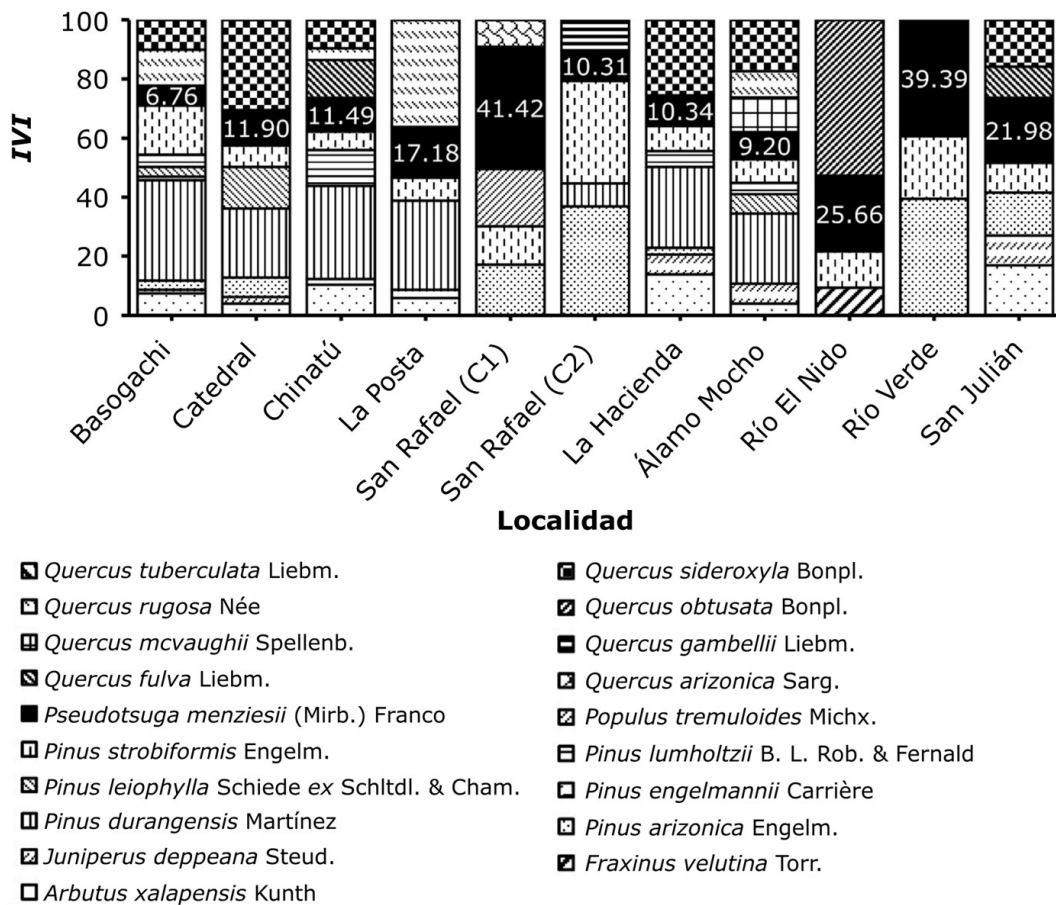 IVI
100
80
60
40
20
0
6.76
11.90
11.49
17.18
41.42
10.31
10.34
9.20
25.66
39.39
21.98
Basogachi
Catedral
Chinatú
La Posta
San Rafael (C1)
San Rafael (C2)
La Hacienda
Álamo Mocho
Río El Nido
Río Verde
San Julián
Localidad
Quercus tuberculata Liebm.
Quercus rugosa Née
Quercus mcvaughii Spellenb.
Quercus fulva Liebm.
Pseudotsuga menziesii (Mirb.) Franco
Pinus strobiformis Engelm.
Pinus leiophylla Schiede ex Schltdl. & Cham.
Pinus durangensis Martínez
Juniperus deppeana Steud.
Arbutus xalapensis Kunth
Quercus sideroxyla Bonpl.
Quercus obtusata Bonpl.
Quercus gambellii Liebm.
Quercus arizonica Sarg.
Populus tremuloides Michx.
Pinus lumholtzii B. L. Rob. & Fernald
Pinus engelmannii Carrière
Pinus arizonica Engelm.
Fraxinus velutina Torr.